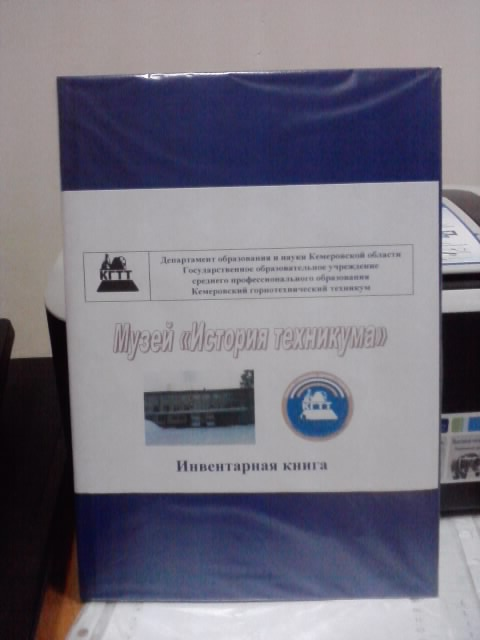 КГТТ
Департамент образования и науки Кемеровской области
Государственное образовательное учреждение
среднего профессионального образования
Кемеровский горнотехнический техникум
Музей «История техникума»
Инвентарная книга